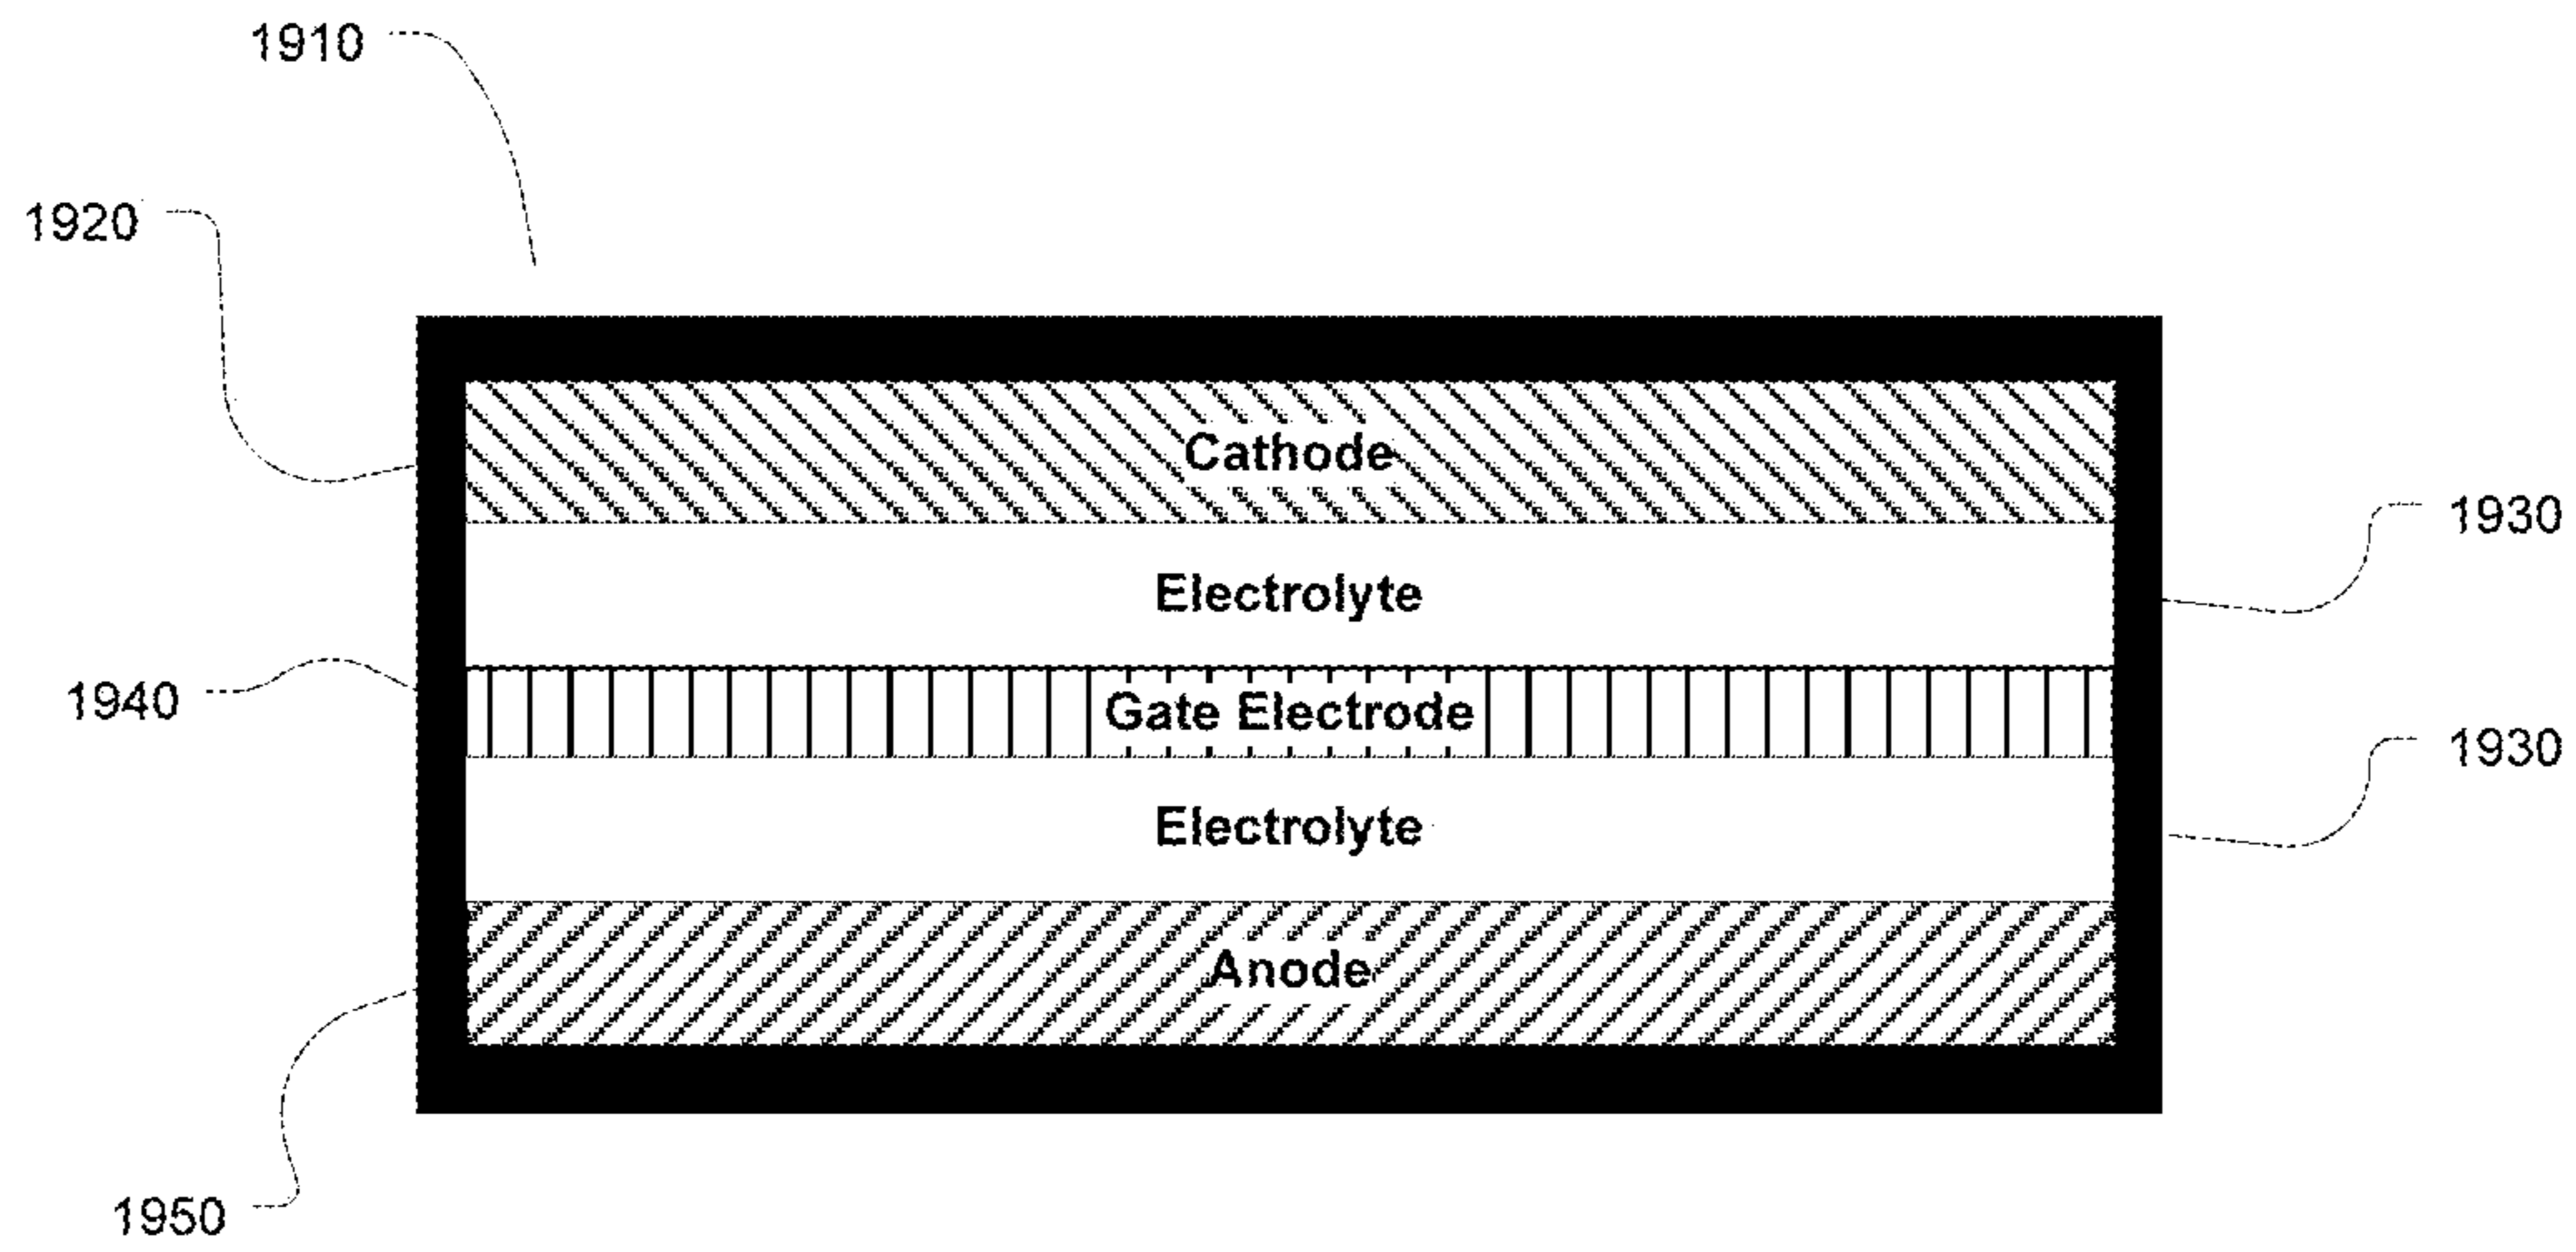 1910
1920
Cathode
1930
Electrolyte
1940
Gate Electrode
1930
Electrolyte
Anode
1950